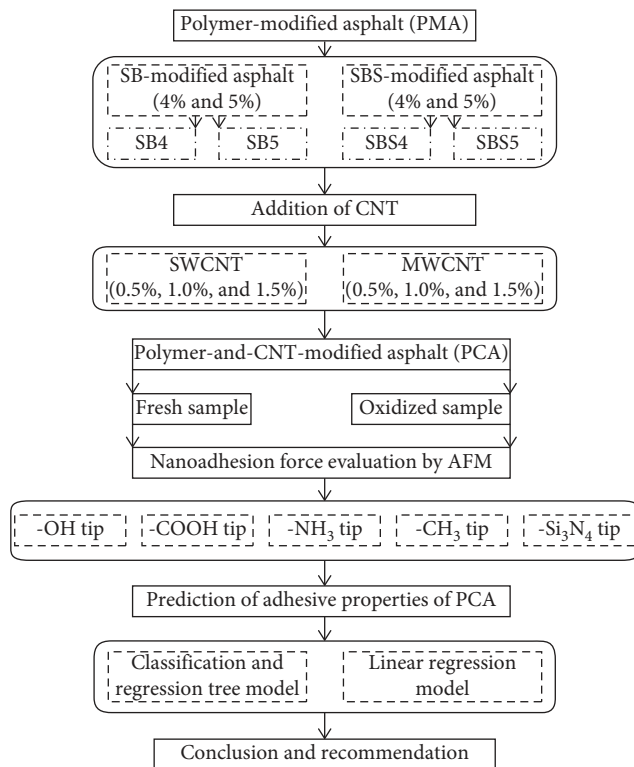 Polymer-modified asphalt (PMA)
SB-modified asphalt
(4% and 5%)
SBS-modified asphalt
(4% and 5%)
SB4
SB5
SBS4
SBS5
Addition of CNT
SWCNT
(0.5%, 1.0%, and 1.5%)
MWCNT
(0.5%, 1.0%, and 1.5%)
Polymer-and-CNT-modified asphalt (PCA)
Fresh sample
Oxidized sample
Nanoadhesion force evaluation by AFM
-OH tip
-COOH tip
-NH₃ tip
-CH₃ tip
-Si₃N₄ tip
Prediction of adhesive properties of PCA
Classification and
regression tree model
Linear regression
model
Conclusion and recommendation